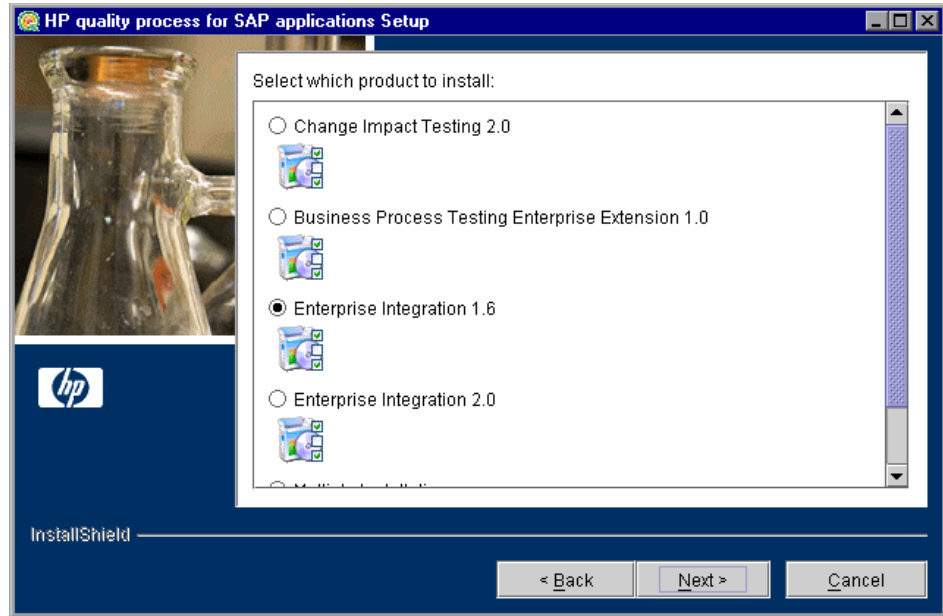 HP quality process for SAP applications Setup
Select which product to install:
Change Impact Testing 2.0
Business Process Testing Enterprise Extension 1.0
Enterprise Integration 1.6
Enterprise Integration 2.0
hp
InstallShield
< Back
Next >
Cancel